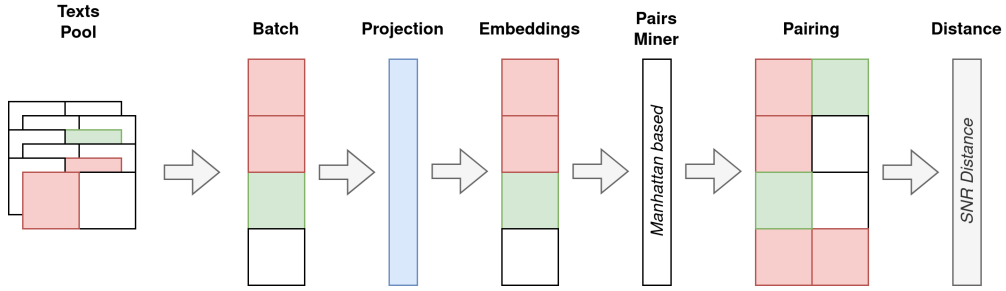 Texts
Pool
Batch
Projection
Embeddings
Pairs
Miner
Pairing
Distance
Manhattan based
SNR Distance